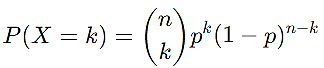 P(X = k) = \binom{n}{k} p^k (1 − p)^{n−k}